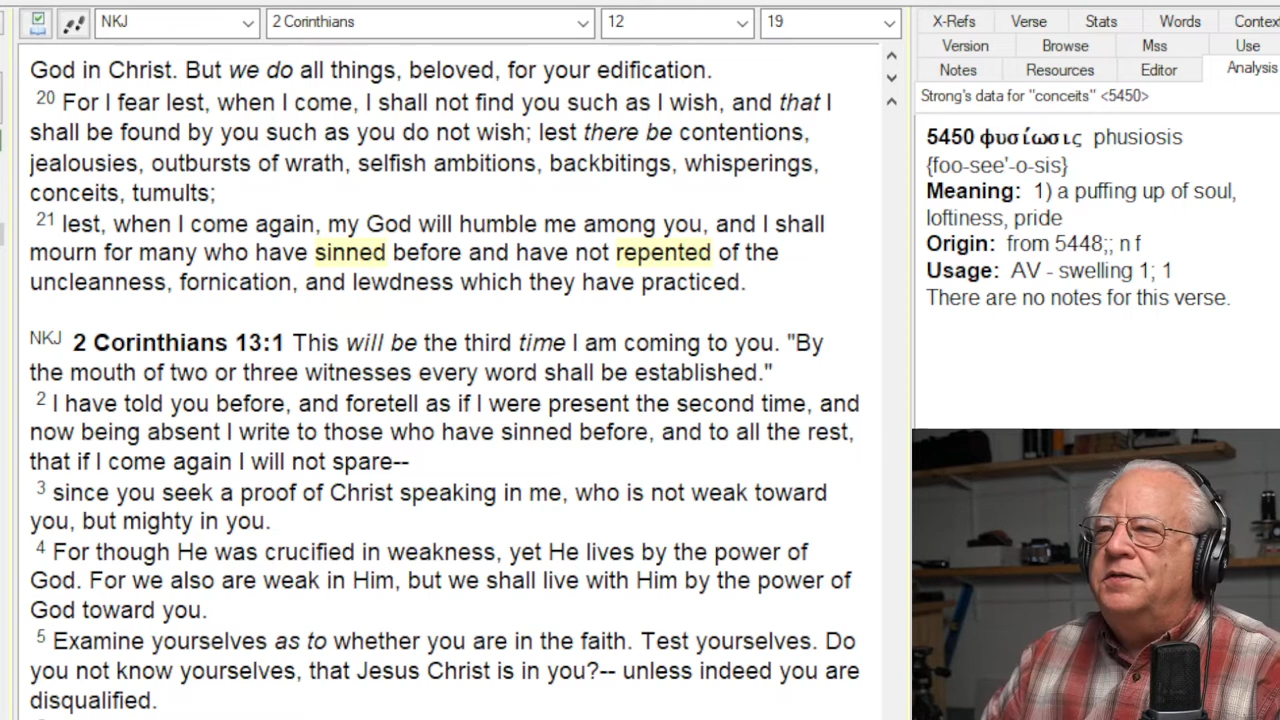 NKJ 2 Corinthians 12 19
God in Christ. But we do all things, beloved, for your edification.
20 For I fear lest, when I come, I shall not find you such as I wish, and that I
shall be found by you such as you do not wish; lest there be contentions,
jealousies, outbursts of wrath, selfish ambitions, backbitings, whisperings,
conceits, tumults;
21 lest, when I come again, my God will humble me among you, and I shall
mourn for many who have sinned before and have not repented of the
uncleanness, fornication, and lewdness which they have practiced.
NKJ 2 Corinthians 13:1 This will be the third time I am coming to you. "By
the mouth of two or three witnesses every word shall be established."
2 I have told you before, and foretell as if I were present the second time, and
now being absent I write to those who have sinned before, and to all the rest,
that if I come again I will not spare--
3 since you seek a proof of Christ speaking in me, who is not weak toward
you, but mighty in you.
4 For though He was crucified in weakness, yet He lives by the power of
God. For we also are weak in Him, but we shall live with Him by the power of
God toward you.
5 Examine yourselves as to whether you are in the faith. Test yourselves. Do
you not know yourselves, that Jesus Christ is in you?-- unless indeed you are
disqualified.
X-Refs Verse Stats Words Contex
Version Browse Mss Use
Notes Resources Editor Analysis
Strong's data for "conceits" <5450>
5450 φυσίωσις phusiosis
{foo-see'-o-sis}
Meaning: 1) a puffing up of soul,
loftiness, pride
Origin: from 5448;; n f
Usage: AV - swelling 1; 1
There are no notes for this verse.